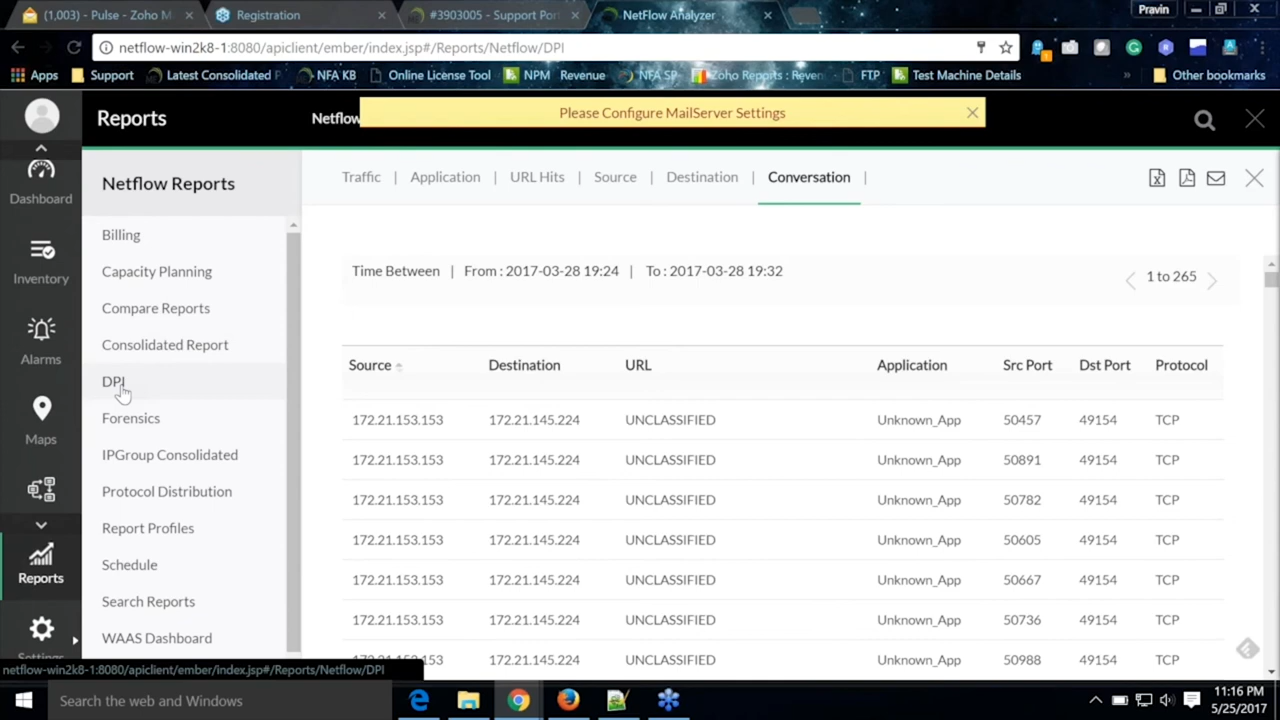 (1,003) - Pulse - Zoho M
Registration
#3903005 - Support Port
NetFlow Analyzer
Pravin
netflow-win2k8-1:8080/apiclient/ember/index.jsp#/Reports/Netflow/DPI
Apps
Support
Latest Consolidated P
NFA KB
Online License Tool
NPM
Revenue
NFA SP
Zoho Reports : Reven
FTP
Test Machine Details
»
Other bookmarks
Reports
Netflow
Please Configure MailServer Settings
Dashboard
Inventory
Alarms
Maps
Reports
Settings
Netflow Reports
Billing
Capacity Planning
Compare Reports
Consolidated Report
DPI
Forensics
IPGroup Consolidated
Protocol Distribution
Report Profiles
Schedule
Search Reports
WAAS Dashboard
Traffic | Application | URL Hits | Source | Destination | Conversation |
Time Between | From : 2017-03-28 19:24 | To : 2017-03-28 19:32
1 to 265
Source Destination URL Application Src Port Dst Port Protocol
172.21.153.153 172.21.145.224 UNCLASSIFIED Unknown_App 50457 49154 TCP
172.21.153.153 172.21.145.224 UNCLASSIFIED Unknown_App 50891 49154 TCP
172.21.153.153 172.21.145.224 UNCLASSIFIED Unknown_App 50782 49154 TCP
172.21.153.153 172.21.145.224 UNCLASSIFIED Unknown_App 50605 49154 TCP
172.21.153.153 172.21.145.224 UNCLASSIFIED Unknown_App 50667 49154 TCP
172.21.153.153 172.21.145.224 UNCLASSIFIED Unknown_App 50736 49154 TCP
153.153 172.21.145.224 UNCLASSIFIED Unknown_App 50988 49154 TCP
netflow-win2k8-1:8080/apiclient/ember/index.jsp#/Reports/Netflow/DPI
Search the web and Windows
11:16 PM
5/25/2017